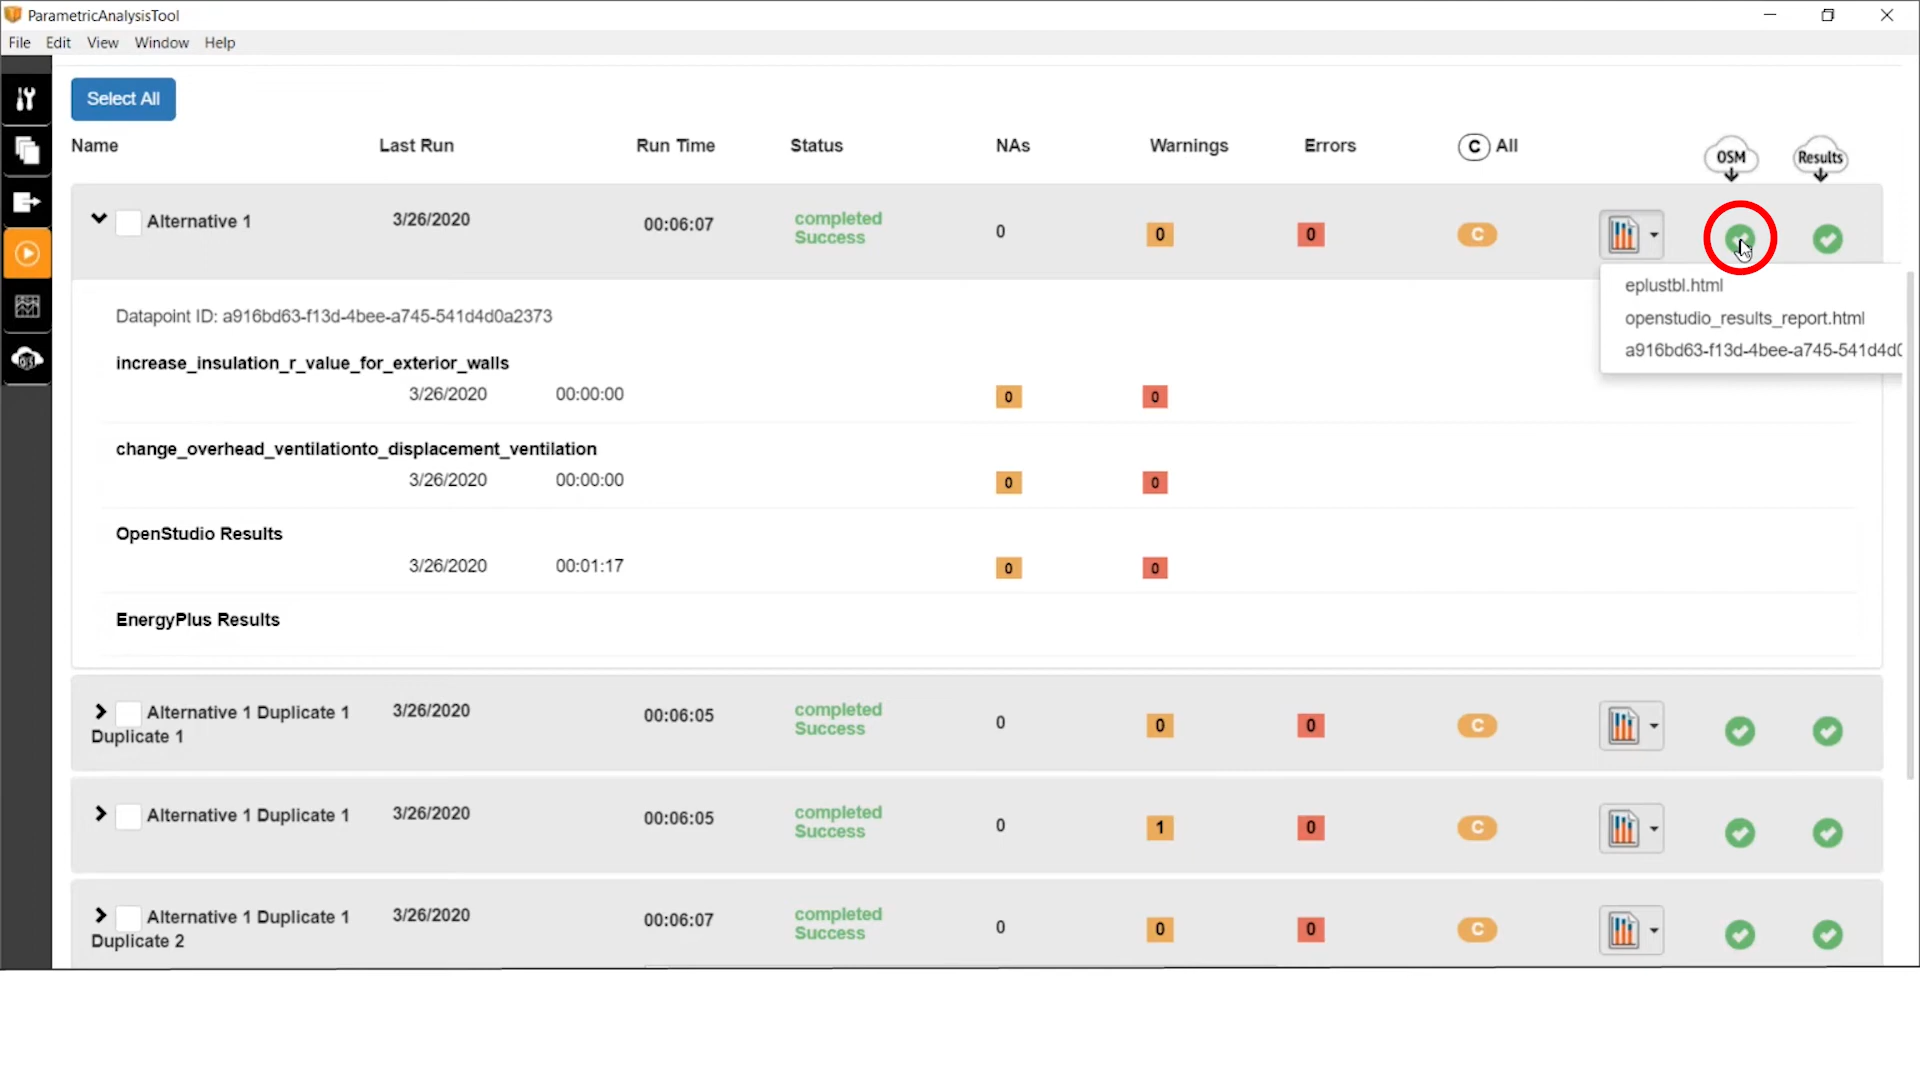 ParametricAnalysisTool
File Edit View Window Help
Select All
Name Last Run Run Time Status NAs Warnings Errors C All OSM Results
Alternative 1 3/26/2020 00:06:07 completed Success 0 0 0 C
eplustbl.html
openstudio_results_report.html
a916bd63-f13d-4bee-a745-541d4d0
Datapoint ID: a916bd63-f13d-4bee-a745-541d4d0a2373
increase_insulation_r_value_for_exterior_walls
3/26/2020 00:00:00 0 0
change_overhead_ventilationto_displacement_ventilation
3/26/2020 00:00:00 0 0
OpenStudio Results
3/26/2020 00:01:17 0 0
EnergyPlus Results
Alternative 1 Duplicate 1 3/26/2020 00:06:05 completed Success 0 0 0 C
Duplicate 1
Alternative 1 Duplicate 1 3/26/2020 00:06:05 completed Success 0 1 0 C
Alternative 1 Duplicate 1 3/26/2020 00:06:07 completed Success 0 0 0 C
Duplicate 2